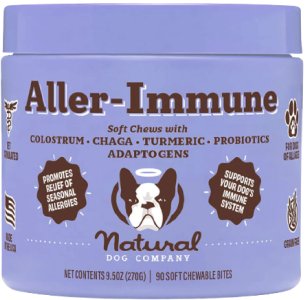 Aller-Immune
Soft Chews with
COLOSTRUM • CHAGA • TURMERIC • PROBIOTICS
ADAPTOGENS
PROMOTES
RELIEF OF
SEASONAL
ALLERGIES
SUPPORTS
YOUR DOG'S
IMMUNE
SYSTEM
Natural
DOG COMPANY
NET CONTENTS 9.5OZ (270G)
90 SOFT CHEWABLE BITES